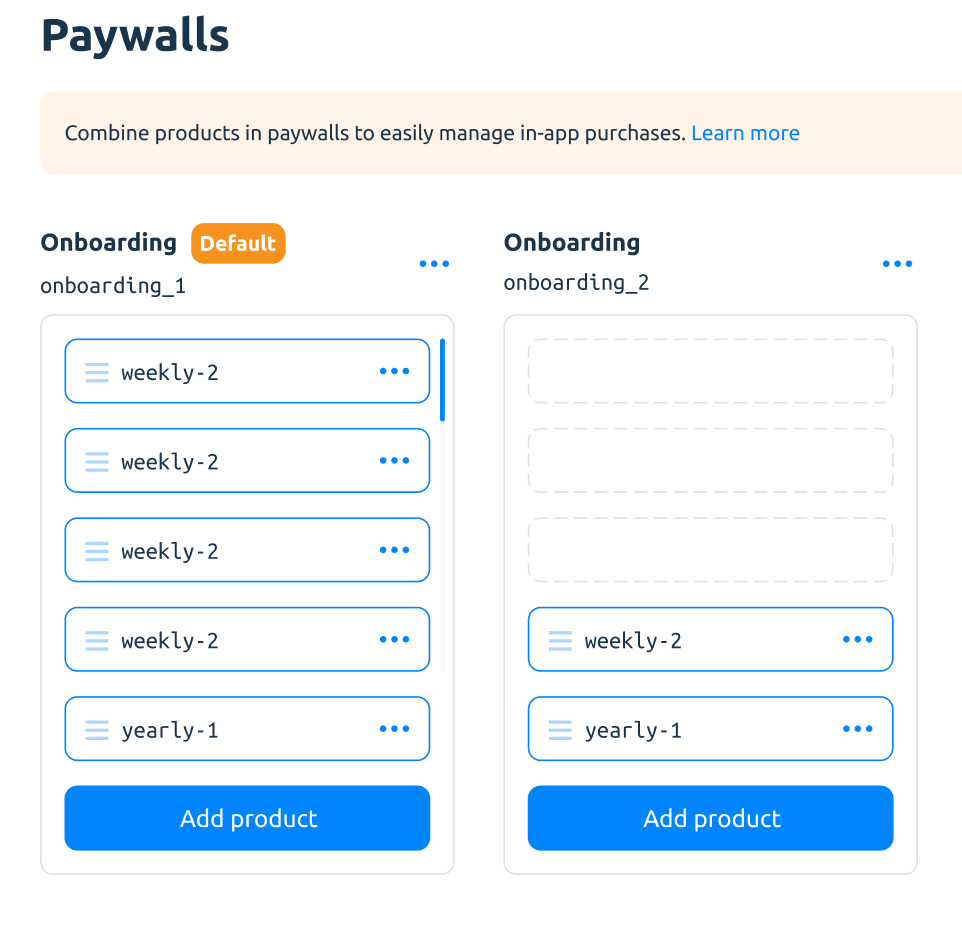 Paywalls
Combine products in paywalls to easily manage in-app purchases. Learn more
Onboarding Default
onboarding_1
weekly-2
weekly-2
weekly-2
weekly-2
yearly-1
Add product
Onboarding
onboarding_2
weekly-2
yearly-1
Add product